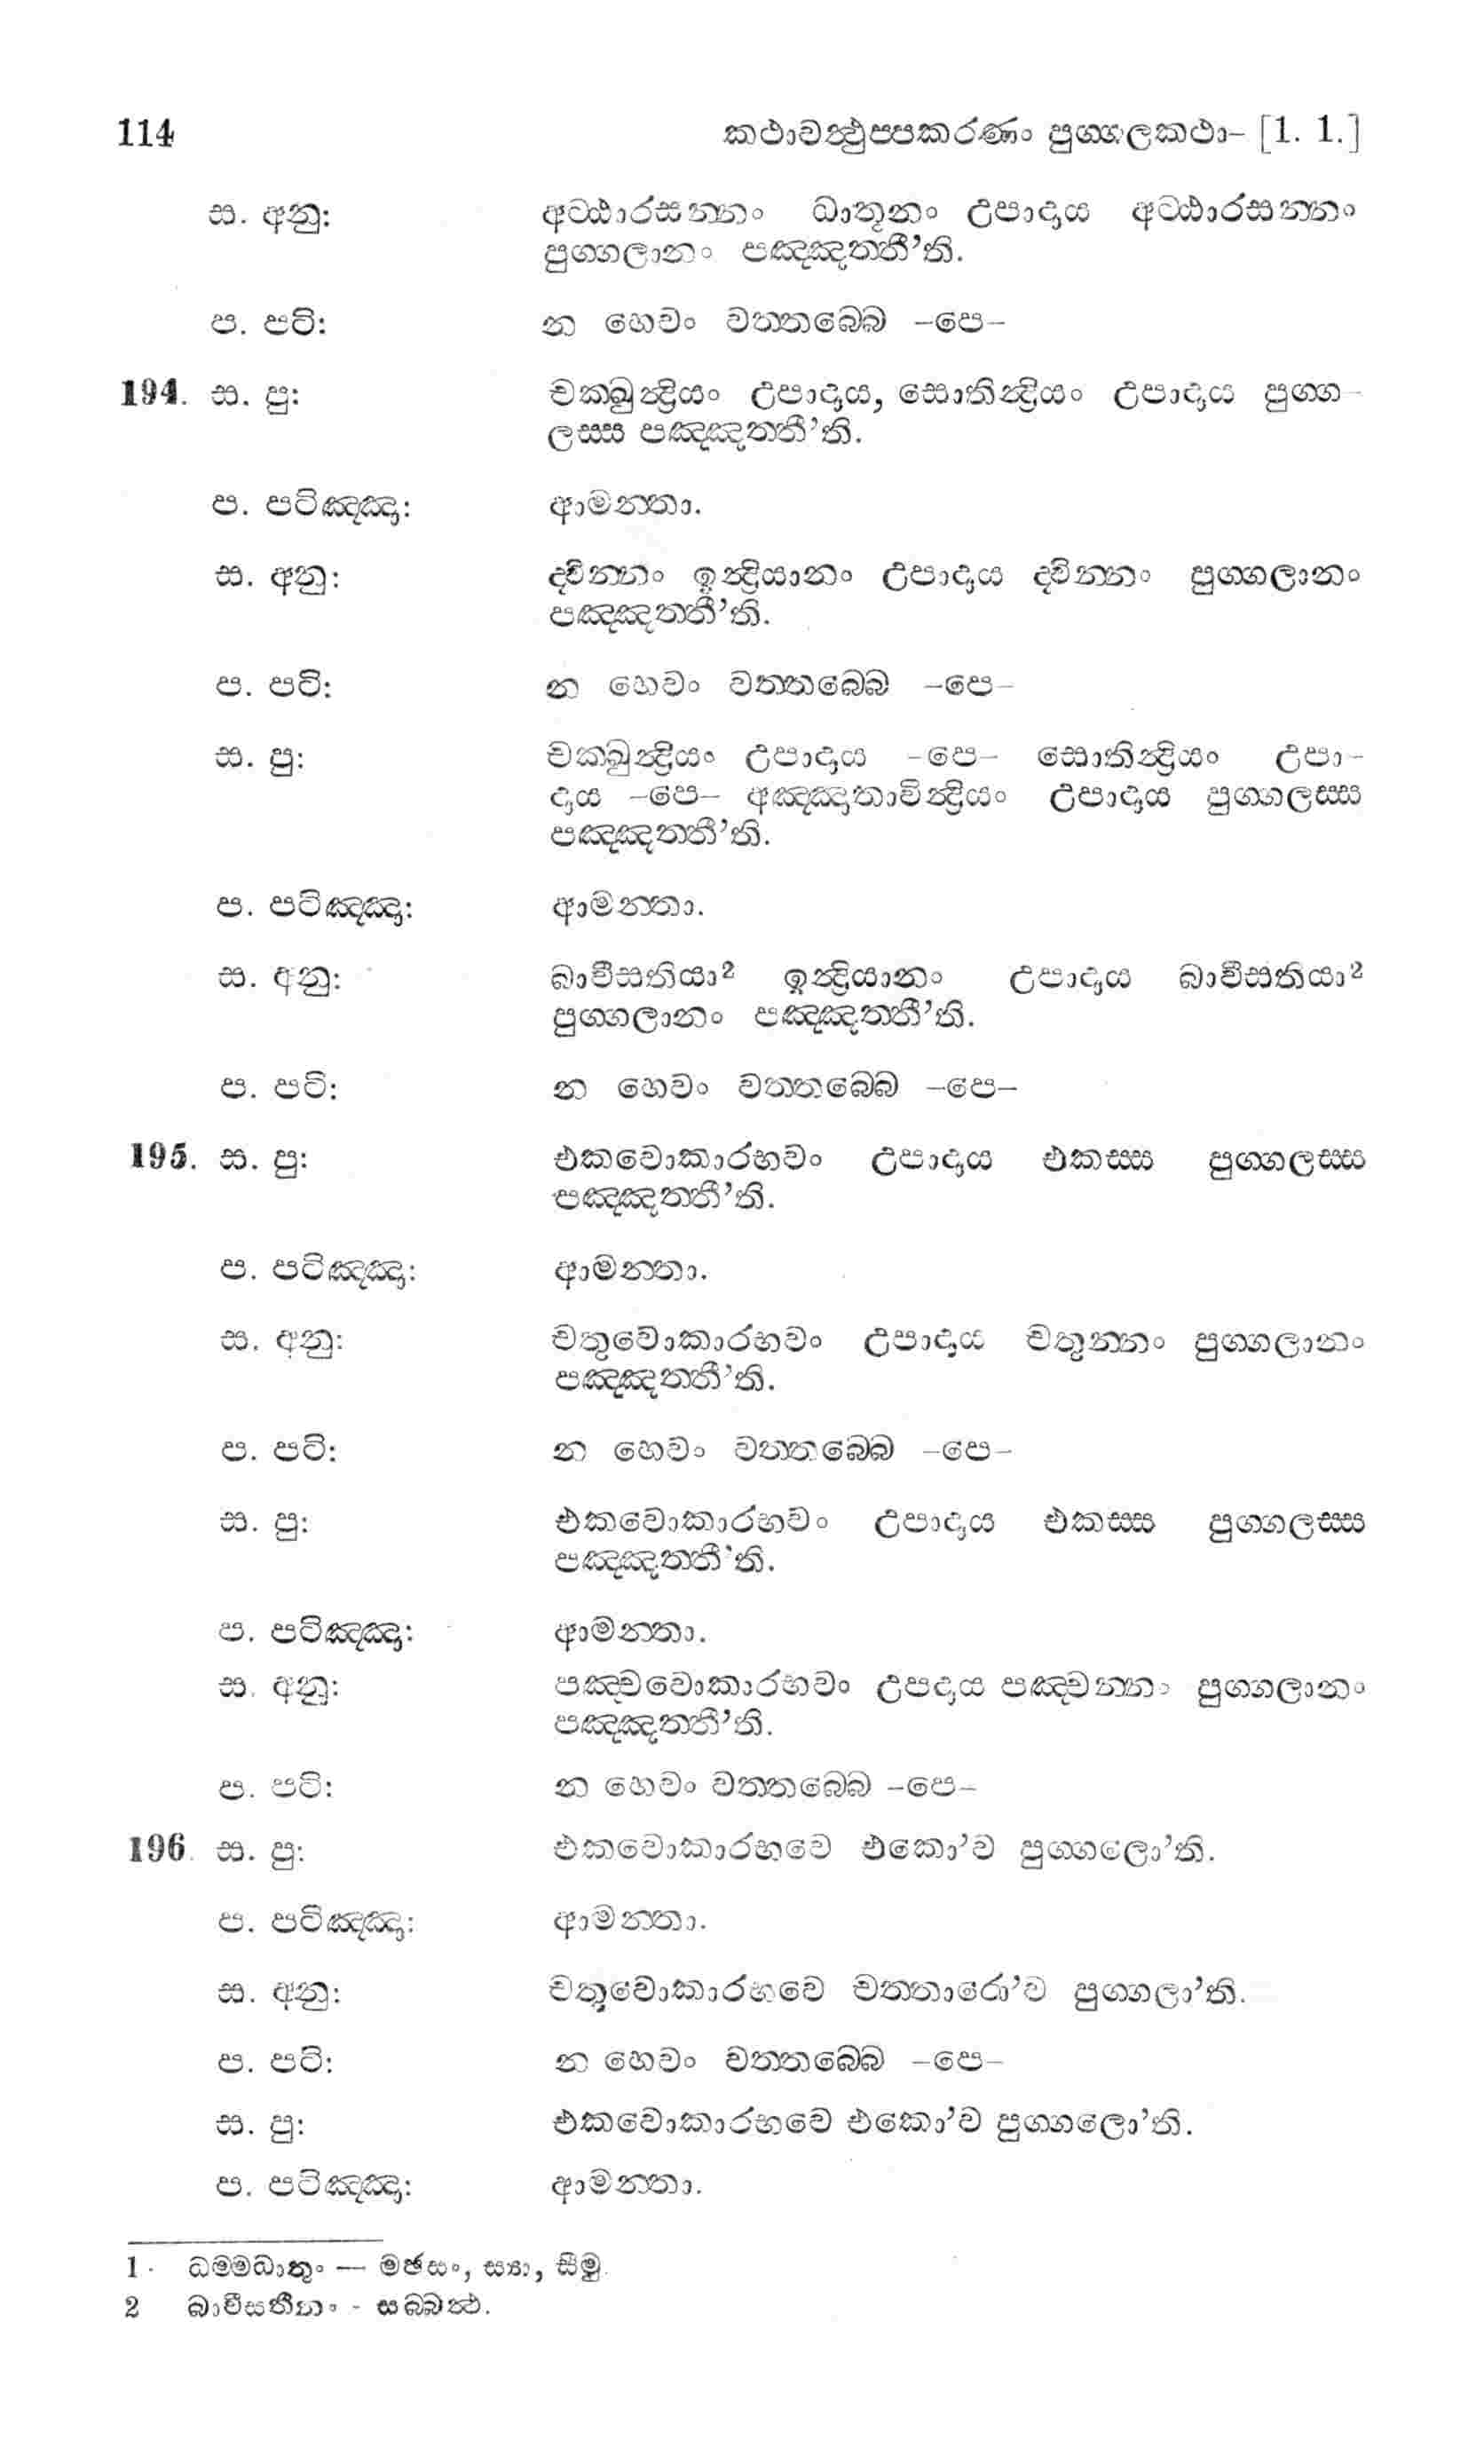 114 කථාවත්‍ථුප්පකරණං පුග්ගලකථා– [1. 1.]
ස. අනු: අට්ඨාරසන්නං ධාතූනං උපාදාය අට්ඨාරසන්නං
පුග්ගලානං පඤ්ඤත්තී’ති.
ප. පටි: න හෙවං වත්තබ්බෙ –පෙ–
194. ස. පු: චක්ඛුන්‍ද්‍රියං උපාදාය, සොතින්‍ද්‍රියං උපාදාය පුග්ග-
ලස්ස පඤ්ඤත්තී’ති.
ප. පටිඤ්ඤා: ආමන්තා.
ස. අනු: ද්වින්නං ඉන්‍ද්‍රියානං උපාදාය ද්වින්නං පුග්ගලානං
පඤ්ඤත්තී’ති.
ප. පටි: න හෙවං වත්තබ්බෙ –පෙ–
ස. පු: චක්ඛුන්‍ද්‍රියං උපාදාය –පෙ– සොතින්‍ද්‍රියං උපා-
දාය –පෙ– අඤ්ඤාතාවින්‍ද්‍රියං උපාදාය පුග්ගලස්ස
පඤ්ඤත්තී’ති.
ප. පටිඤ්ඤා: ආමන්තා.
ස. අනු: බාවීසතියා² ඉන්‍ද්‍රියානං උපාදාය බාවීසතියා²
පුග්ගලානං පඤ්ඤත්තී’ති.
ප. පටි: න හෙවං වත්තබ්බෙ –පෙ–
195. ස. පු: එකවොකාරභවං උපාදාය එකස්ස පුග්ගලස්ස
පඤ්ඤත්තී’ති.
ප. පටිඤ්ඤා: ආමන්තා.
ස. අනු: චතුවොකාරභවං උපාදාය චතුන්නං පුග්ගලානං
පඤ්ඤත්තී’ති.
ප. පටි: න හෙවං වත්තබ්බෙ –පෙ–
ස. පු: එකවොකාරභවං උපාදාය එකස්ස පුග්ගලස්ස
පඤ්ඤත්තී’ති.
ප. පටිඤ්ඤා: ආමන්තා.
ස. අනු: පඤ්චවොකාරභවං උපදාය පඤ්චන්නං පුග්ගලානං
පඤ්ඤත්තී’ති.
ප. පටි: න හෙවං වත්තබ්බෙ –පෙ–
196. ස. පු: එකවොකාරභවෙ එකො’ව පුග්ගලො’ති.
ප. පටිඤ්ඤා: ආමන්තා.
ස. අනු: චතූවොකාරභවෙ චත්තාරො’ව පුග්ගලා’ති.
ප. පටි: න හෙවං වත්තබ්බෙ –පෙ–
ස. පු: එකවොකාරභවෙ එකො’ව පුග්ගලො’ති.
ප. පටිඤ්ඤා: ආමන්තා.
1. ධම්මධාතුං — මඡසං, ස්‍යා, සීමු.
2 බාවීසතීනං - සබ්බත්‍ථ.